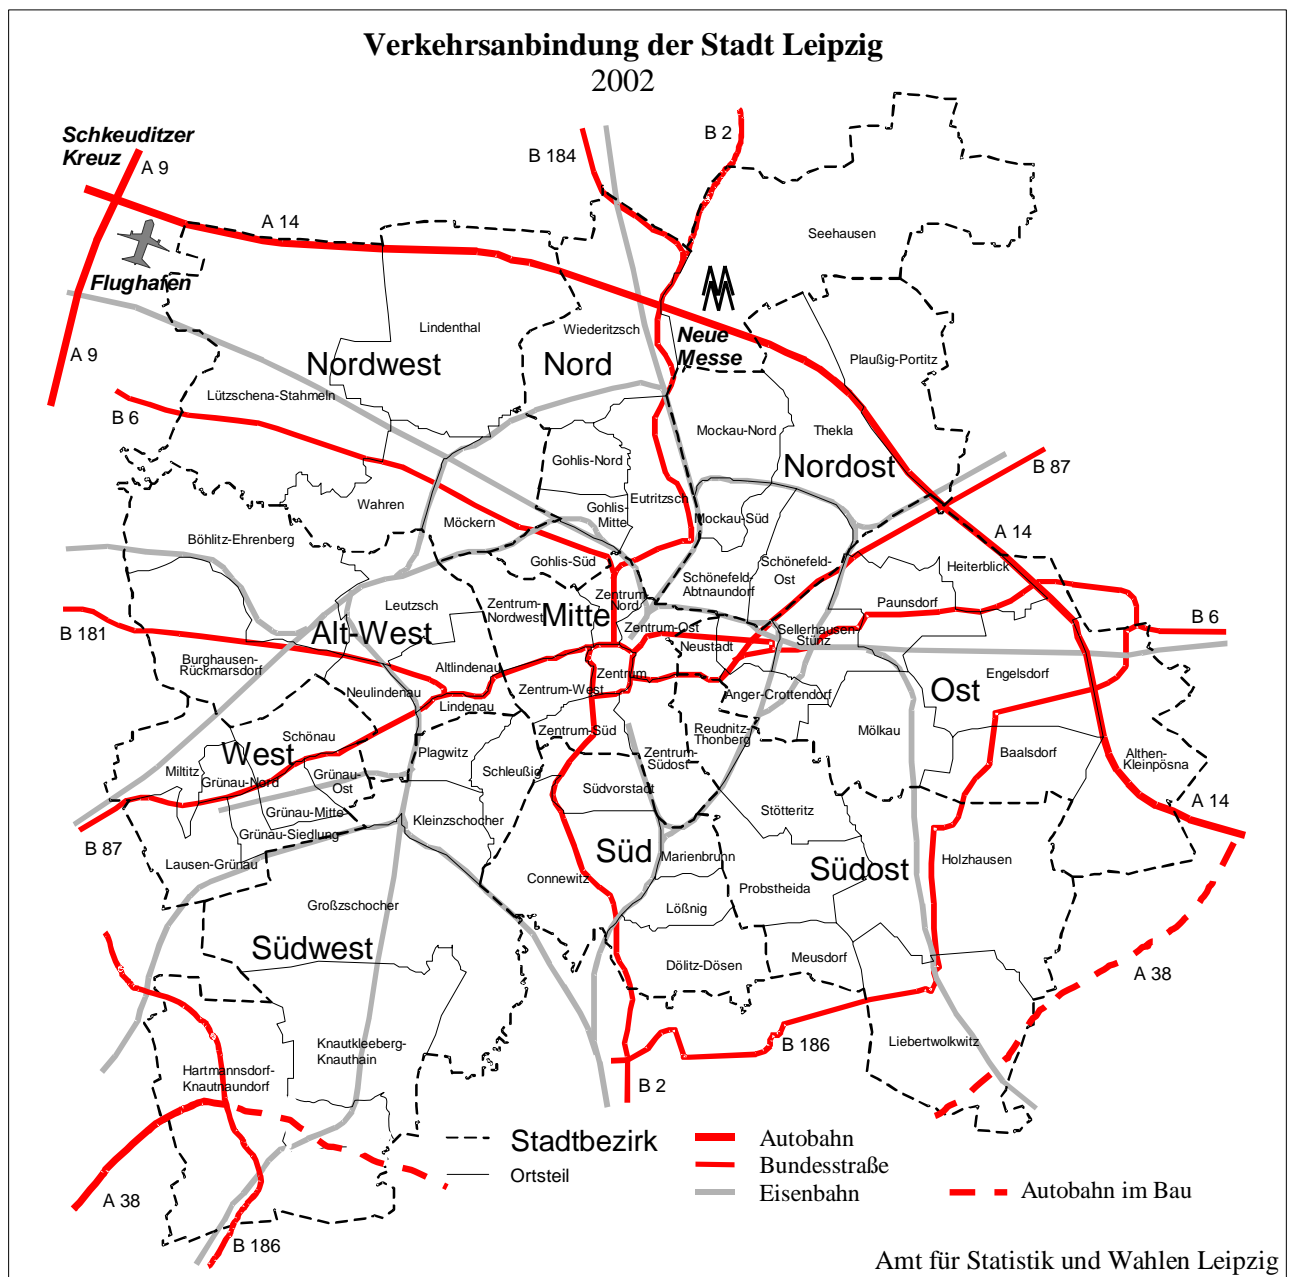 Verkehrsanbindung der Stadt Leipzig
2002
Schkeuditzer
Kreuz
A 9
B 184
B 2
A 14
Seehausen
Flughafen
Lindenthal
Wiederitzsch
Neue
Messe
A 9
Nordwest
Nord
Plaußig-Portitz
Lützschena-Stahmeln
B 6
Mockau-Nord
Thekla
Gohlis-Nord
Nordost
B 87
Wahren
Möckern
Gohlis-
Mitte
Eutritzsch
Mockau-Süd
A 14
Böhlitz-Ehrenberg
Gohlis-Süd
Schönefeld-
Abtnaundorf
Schönefeld-
Ost
Heiterblick
Leutzsch
Zentrum-
Nordwest
Mitte
Zentrum-
Nord
Paunsdorf
B 181
Alt-West
Zentrum-Ost
Sellerhausen-
Stünz
B 6
Burghausen-
Rückmarsdorf
Altlindenau
Neustadt
Neulindenau
Lindenau
Zentrum-West
Zentrum
Anger-Crottendorf
Ost
Engelsdorf
West
Schönau
Plagwitz
Zentrum-Süd
Zentrum-
Südost
Reudnitz-
Thonberg
Mölkau
Baalsdorf
Althen-
Kleinpösna
Miltitz
Grünau-Nord
Grünau-
Ost
Schleußig
Südvorstadt
A 14
Grünau-Mitte
Kleinzschocher
Stötteritz
Grünau-Siedlung
B 87
Lausen-Grünau
Süd
Marienbrunn
Südost
Holzhausen
Connewitz
Probstheida
Großzschocher
Lößnig
Südwest
Dölitz-Dösen
Meusdorf
A 38
Knautkleeberg-
Knauthain
B 186
Liebertwolkwitz
Hartmannsdorf-
Knautnaundorf
B 2
Stadtbezirk
Ortsteil
Autobahn
Bundesstraße
Eisenbahn
Autobahn im Bau
A 38
B 186
Amt für Statistik und Wahlen Leipzig